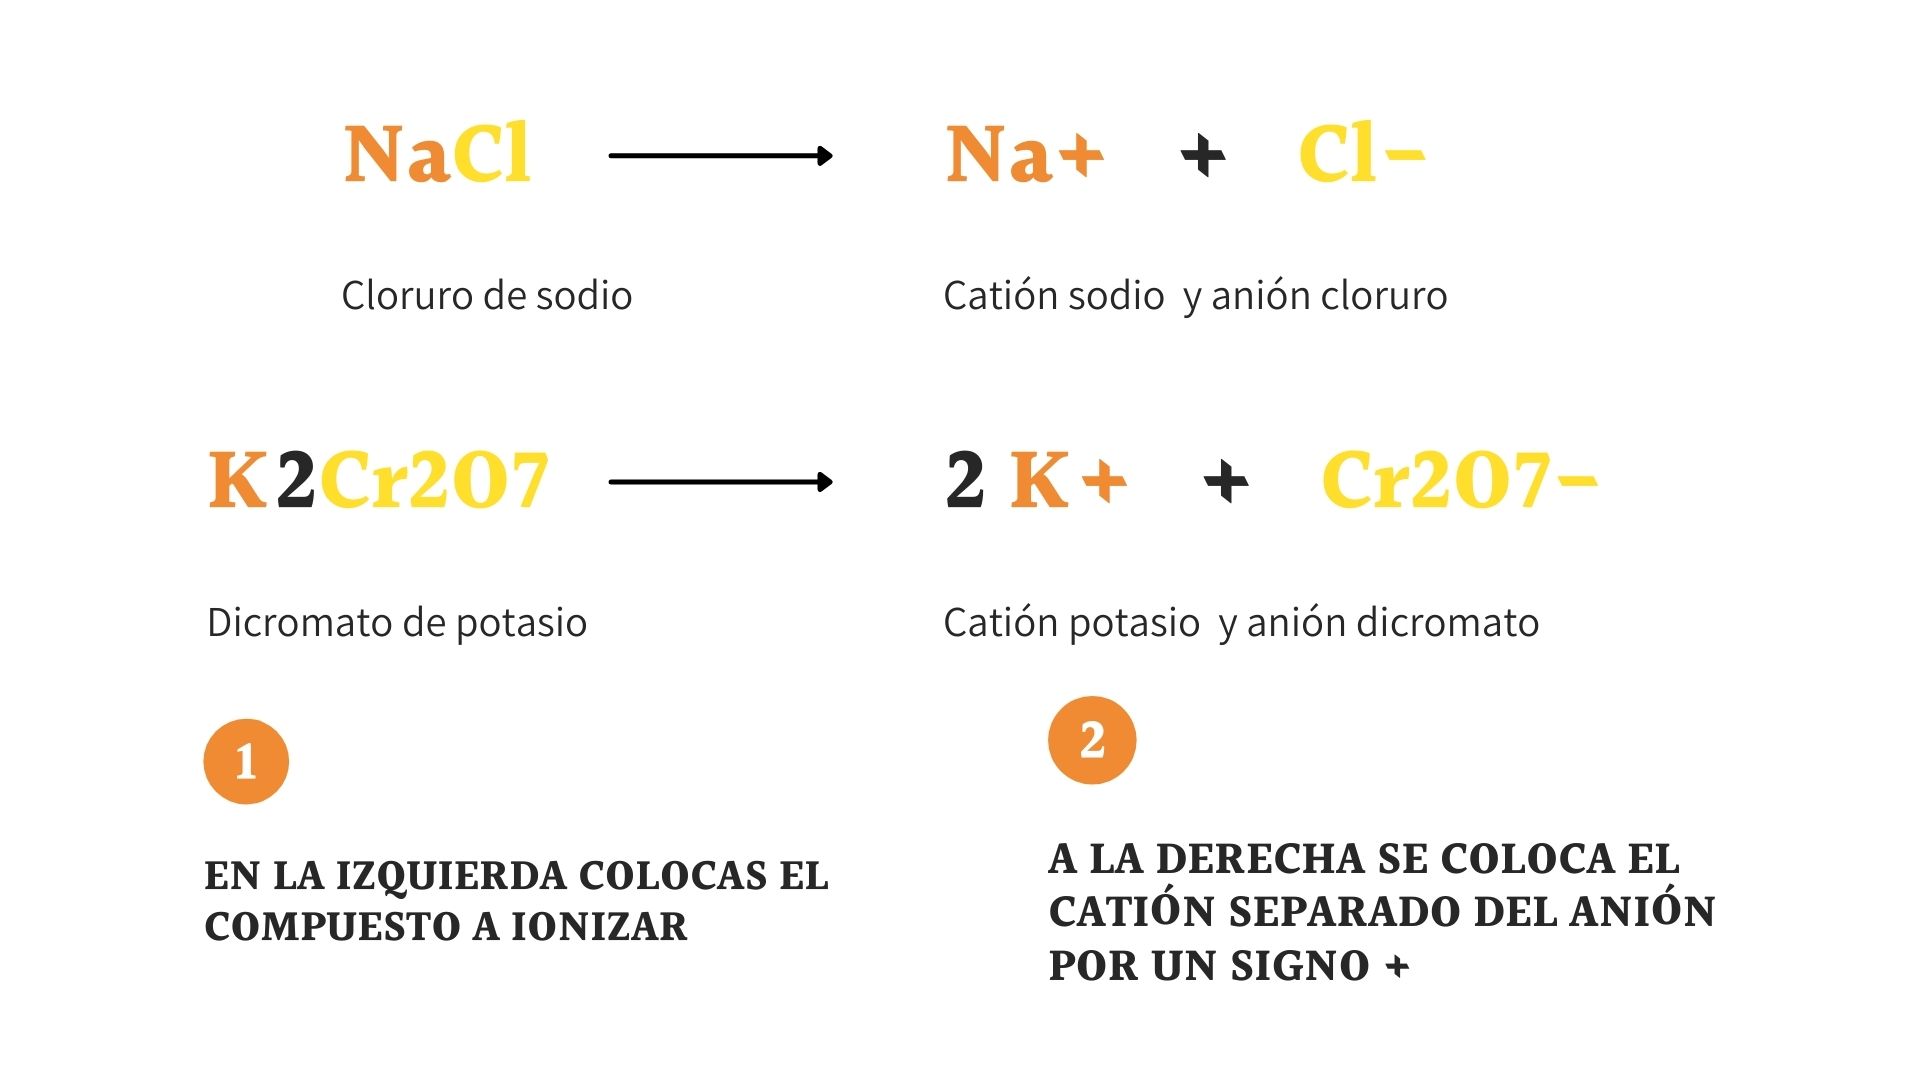 NaCl Na+ + Cl-
Cloruro de sodio Catión sodio y anión cloruro
K2Cr2O7 2 K+ + Cr2O7-
Dicromato de potasio Catión potasio y anión dicromato
1
EN LA IZQUIERDA COLOCAS EL
COMPUESTO A IONIZAR
2
A LA DERECHA SE COLOCA EL
CATIÓN SEPARADO DEL ANIÓN
POR UN SIGNO +